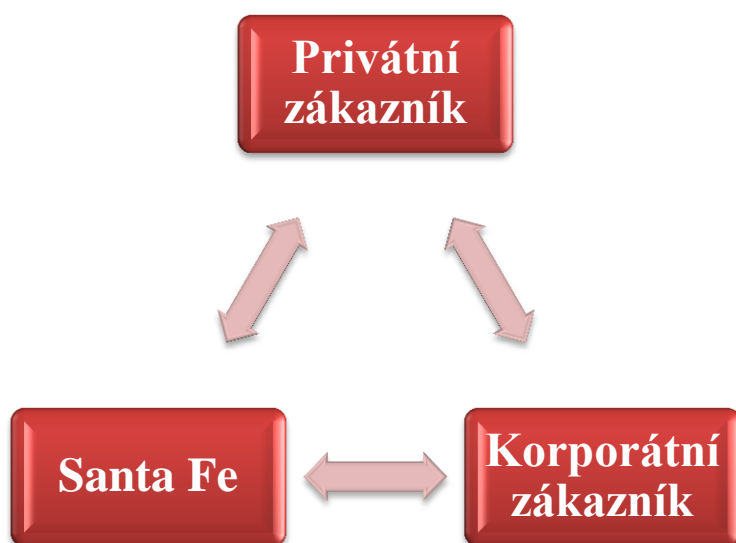 Privátní
zákazník
Santa Fe
Korporátní
zákazník